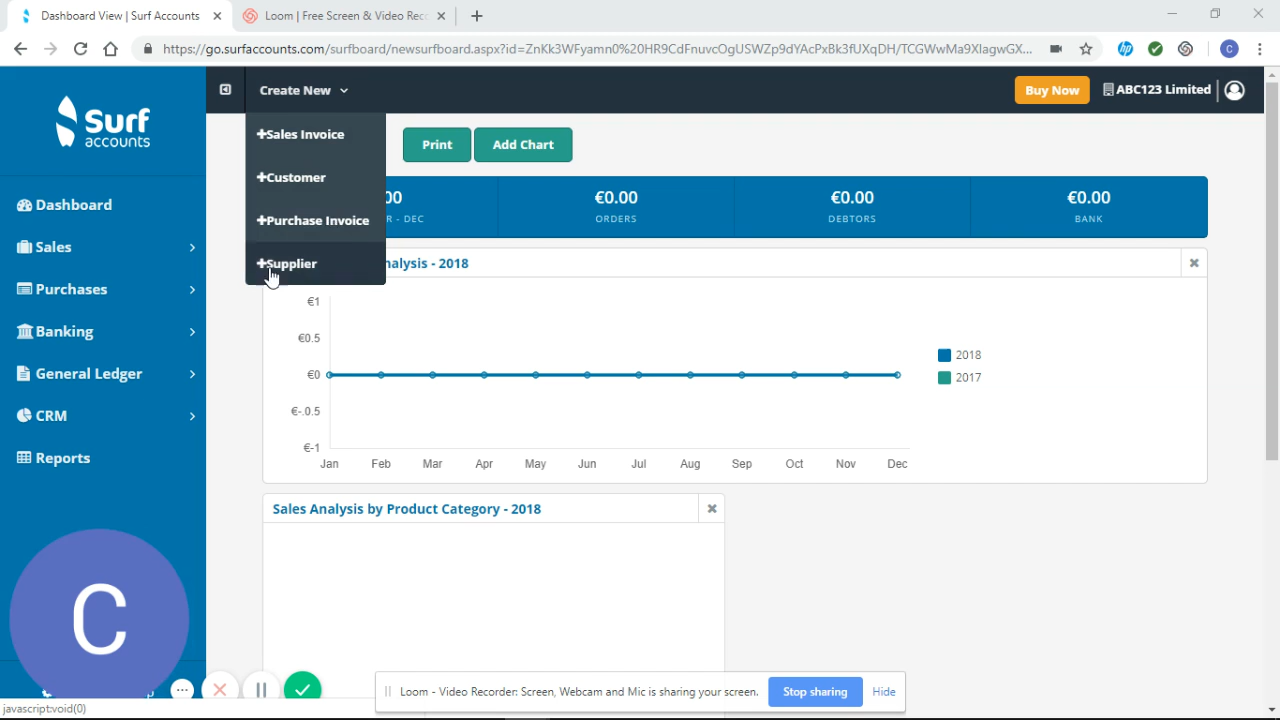 Dashboard View | Surf Accounts
Loom | Free Screen & Video Rec
https://go.surfaccounts.com/surfboard/newsurfboard.aspx?id=ZnKk3WFyamn0%20HR9CdFnuvcOgUSWZp9dYAcPxBk3fUXqDH/TCGWwMa9XlagwGX...
C
Surf
accounts
Create New
Buy Now
ABC123 Limited
Sales Invoice
Customer
Purchase Invoice
Supplier
Print
Add Chart
Dashboard
Sales
Purchases
Banking
General Ledger
CRM
Reports
00
R - DEC
€0.00
ORDERS
€0.00
DEBTORS
€0.00
BANK
nalysis - 2018
€1
€0.5
€0
€-.0.5
€-1
Jan Feb Mar Apr May Jun Jul Aug Sep Oct Nov Dec
2018
2017
Sales Analysis by Product Category - 2018
C
Loom - Video Recorder: Screen, Webcam and Mic is sharing your screen.
Stop sharing
Hide
javascript:void(0)